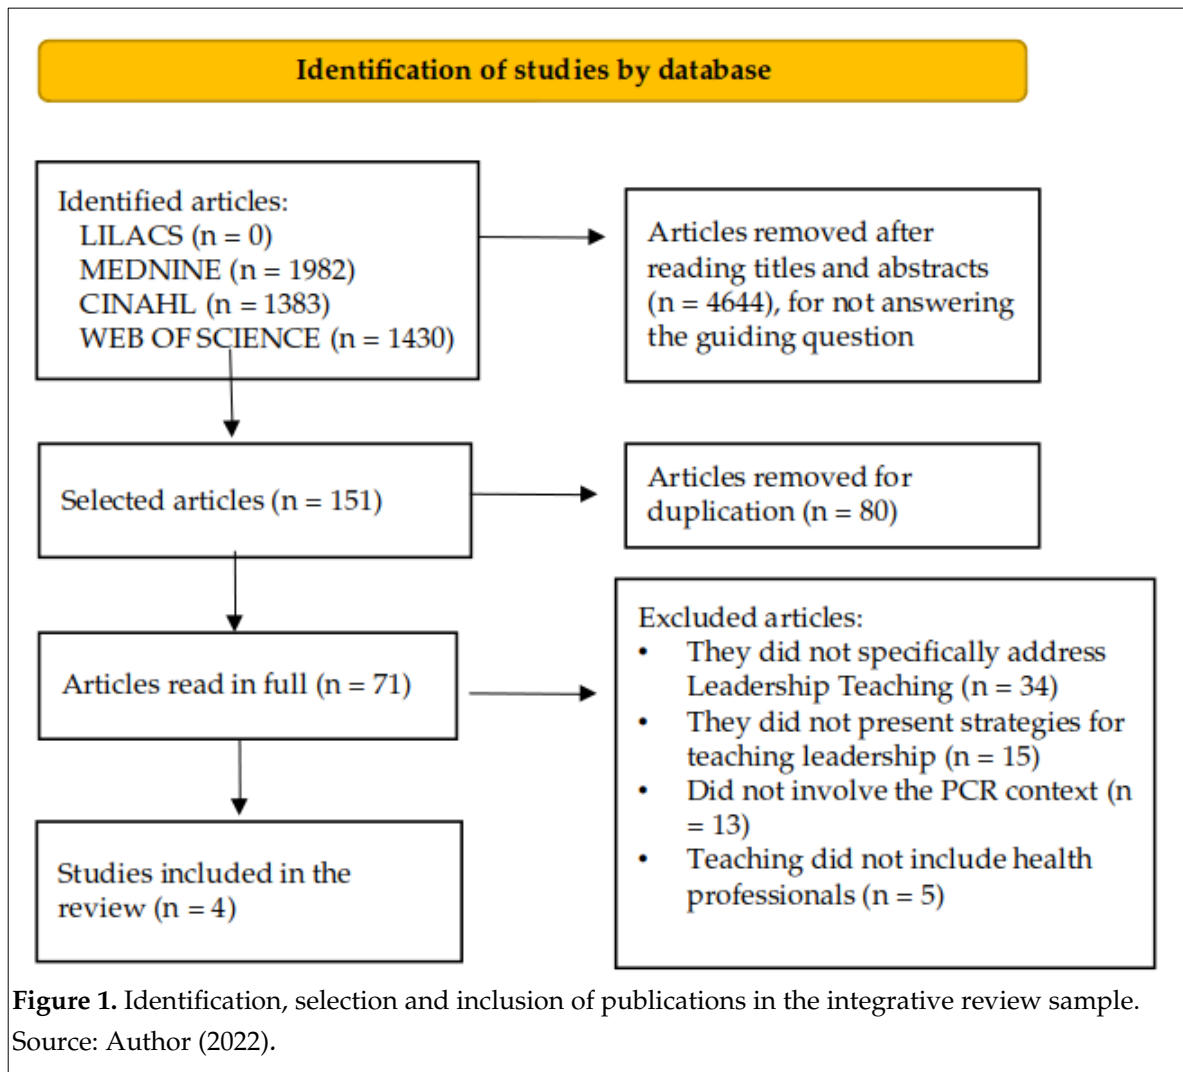 Identification of studies by database
Identified articles:
LILACS (n = 0)
MEDNINE (n = 1982)
CINAHL (n = 1383)
WEB OF SCIENCE (n = 1430)
Articles removed after
reading titles and abstracts
(n = 4644), for not answering
the guiding question
Selected articles (n = 151)
Articles removed for
duplication (n = 80)
Articles read in full (n = 71)
Excluded articles:
• They did not specifically address
Leadership Teaching (n = 34)
• They did not present strategies for
teaching leadership (n = 15)
• Did not involve the PCR context (n
= 13)
• Teaching did not include health
professionals (n = 5)
Studies included in the
review (n = 4)
Figure 1. Identification, selection and inclusion of publications in the integrative review sample.
Source: Author (2022).